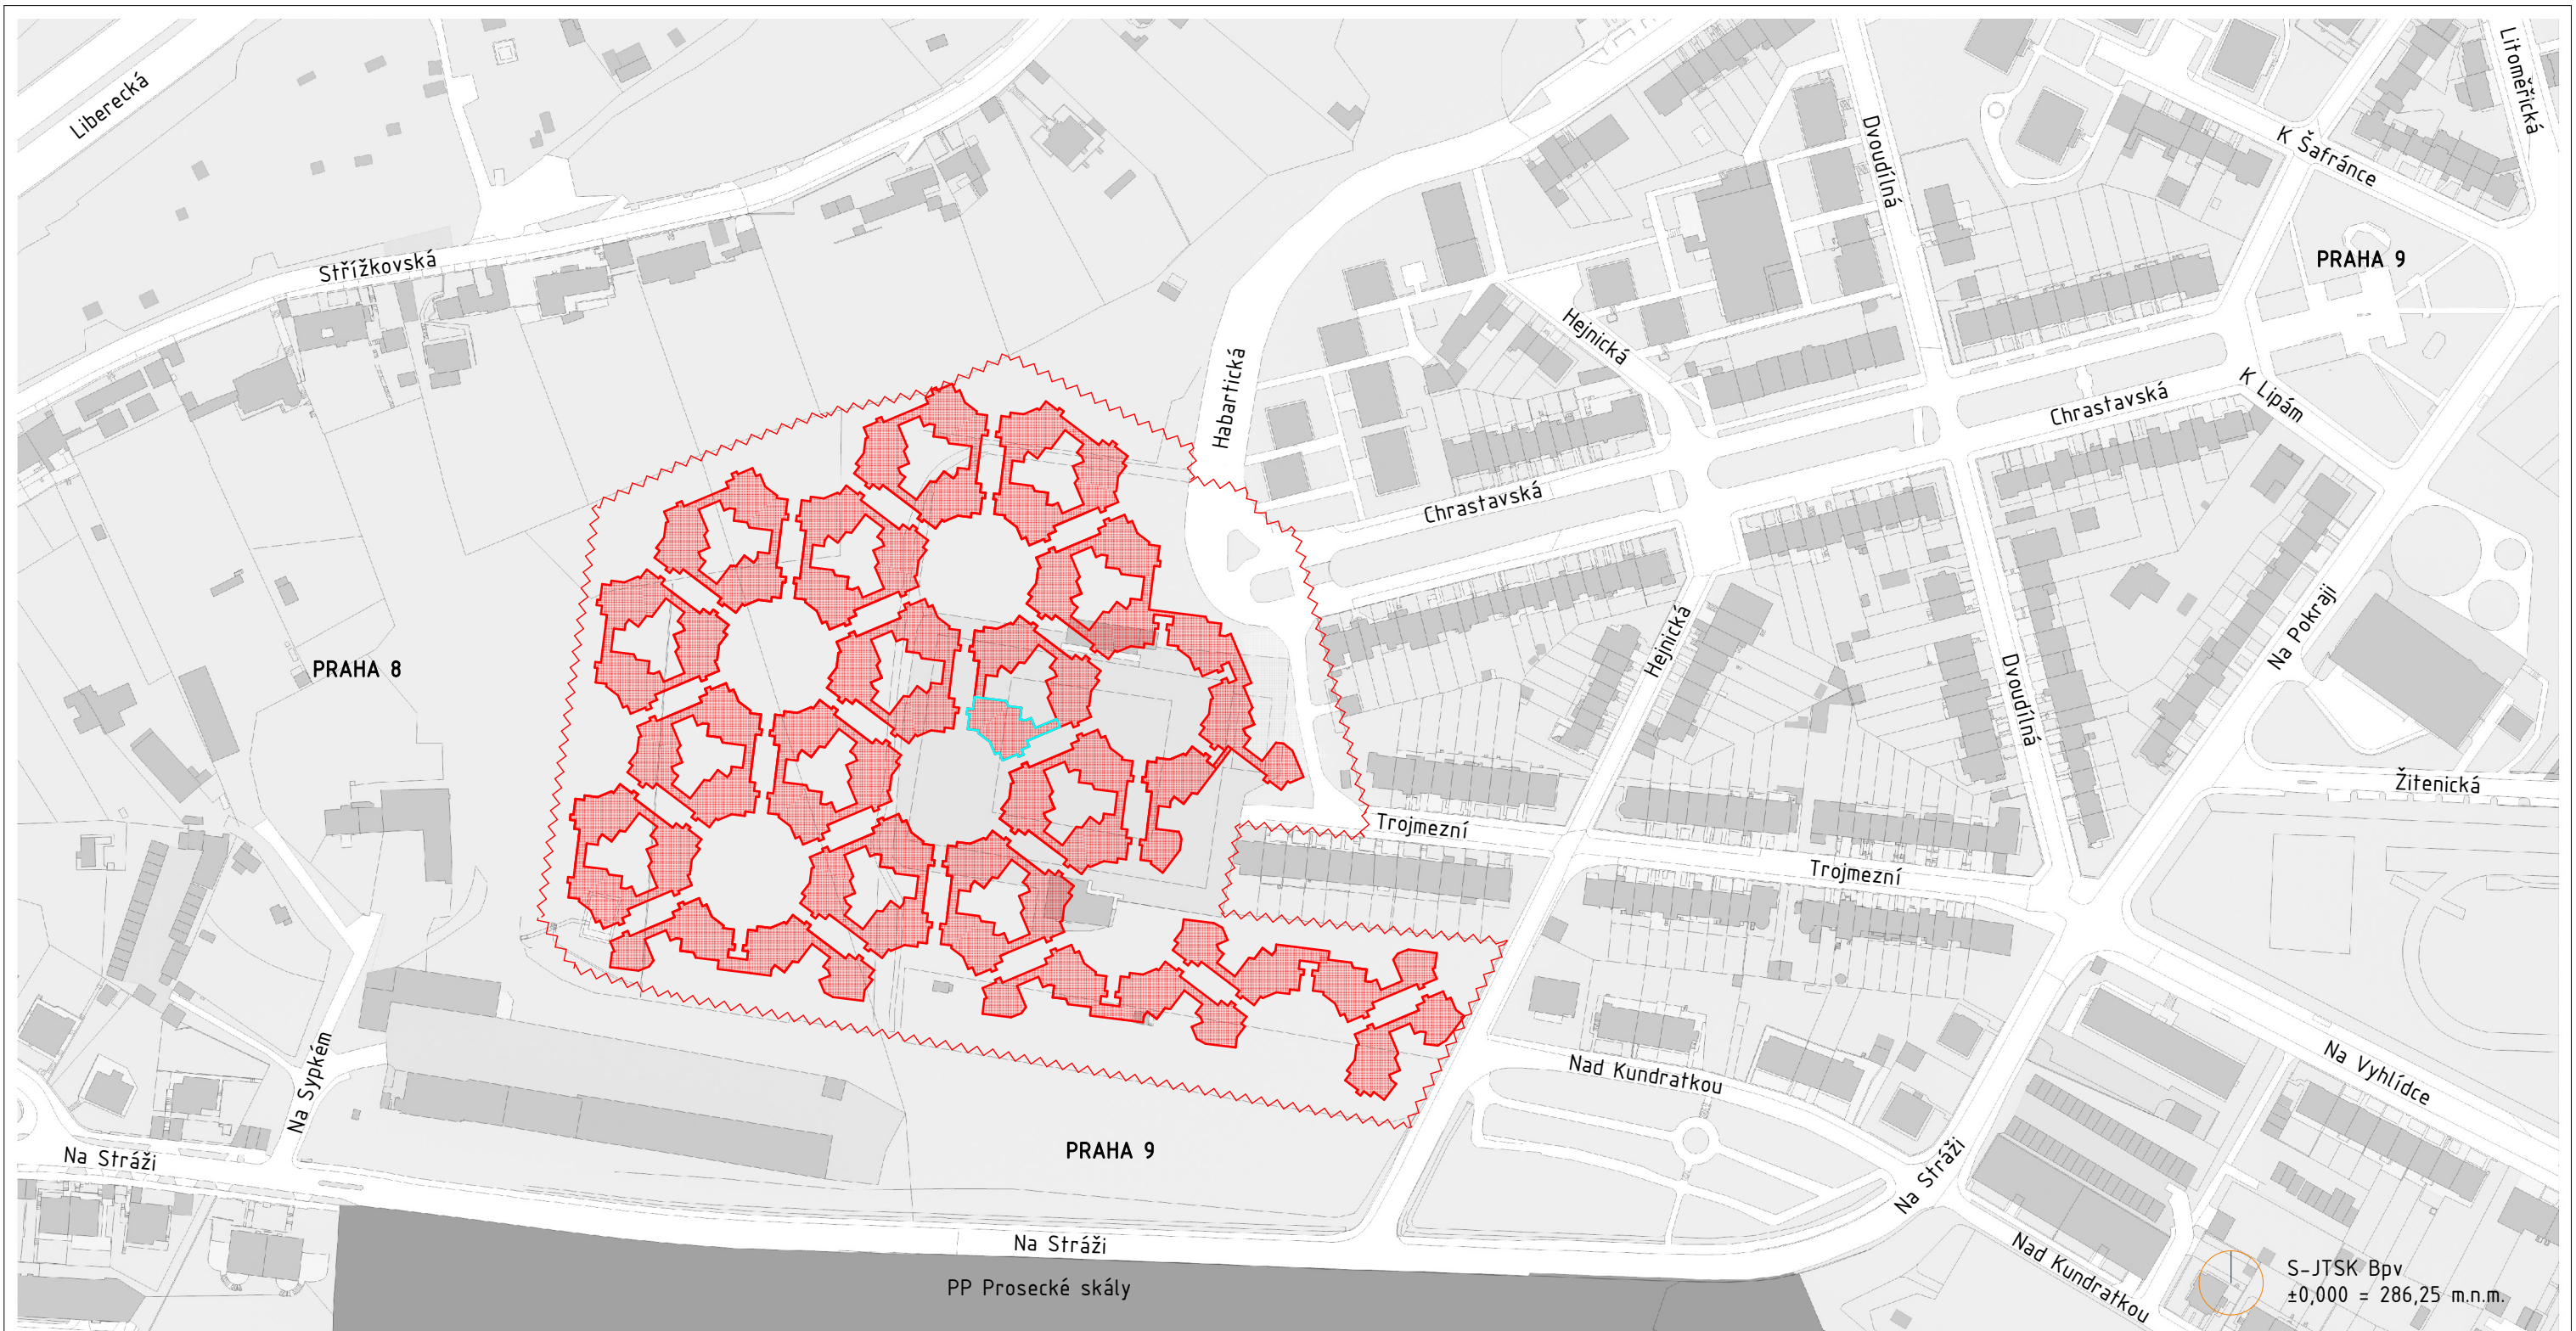 Liberecká
Litoměřická
Dvoudílná
K Šafránce
Střížkovská
PRAHA 9
Hejnická
Habartická
K Lipám
Chrastavská
Chrastavská
Na Pokraji
Hejnická
PRAHA 8
Dvoudílná
Žitenická
Trojmezní
Trojmezní
Na Sypkém
Nad Kundratkou
Na Vyhlídce
PRAHA 9
Na Stráži
Na Stráži
Na Stráži
Nad Kundratkou
PP Prosecké skály
S-JTSK Bpv
±0,000 = 286,25 m.n.m.